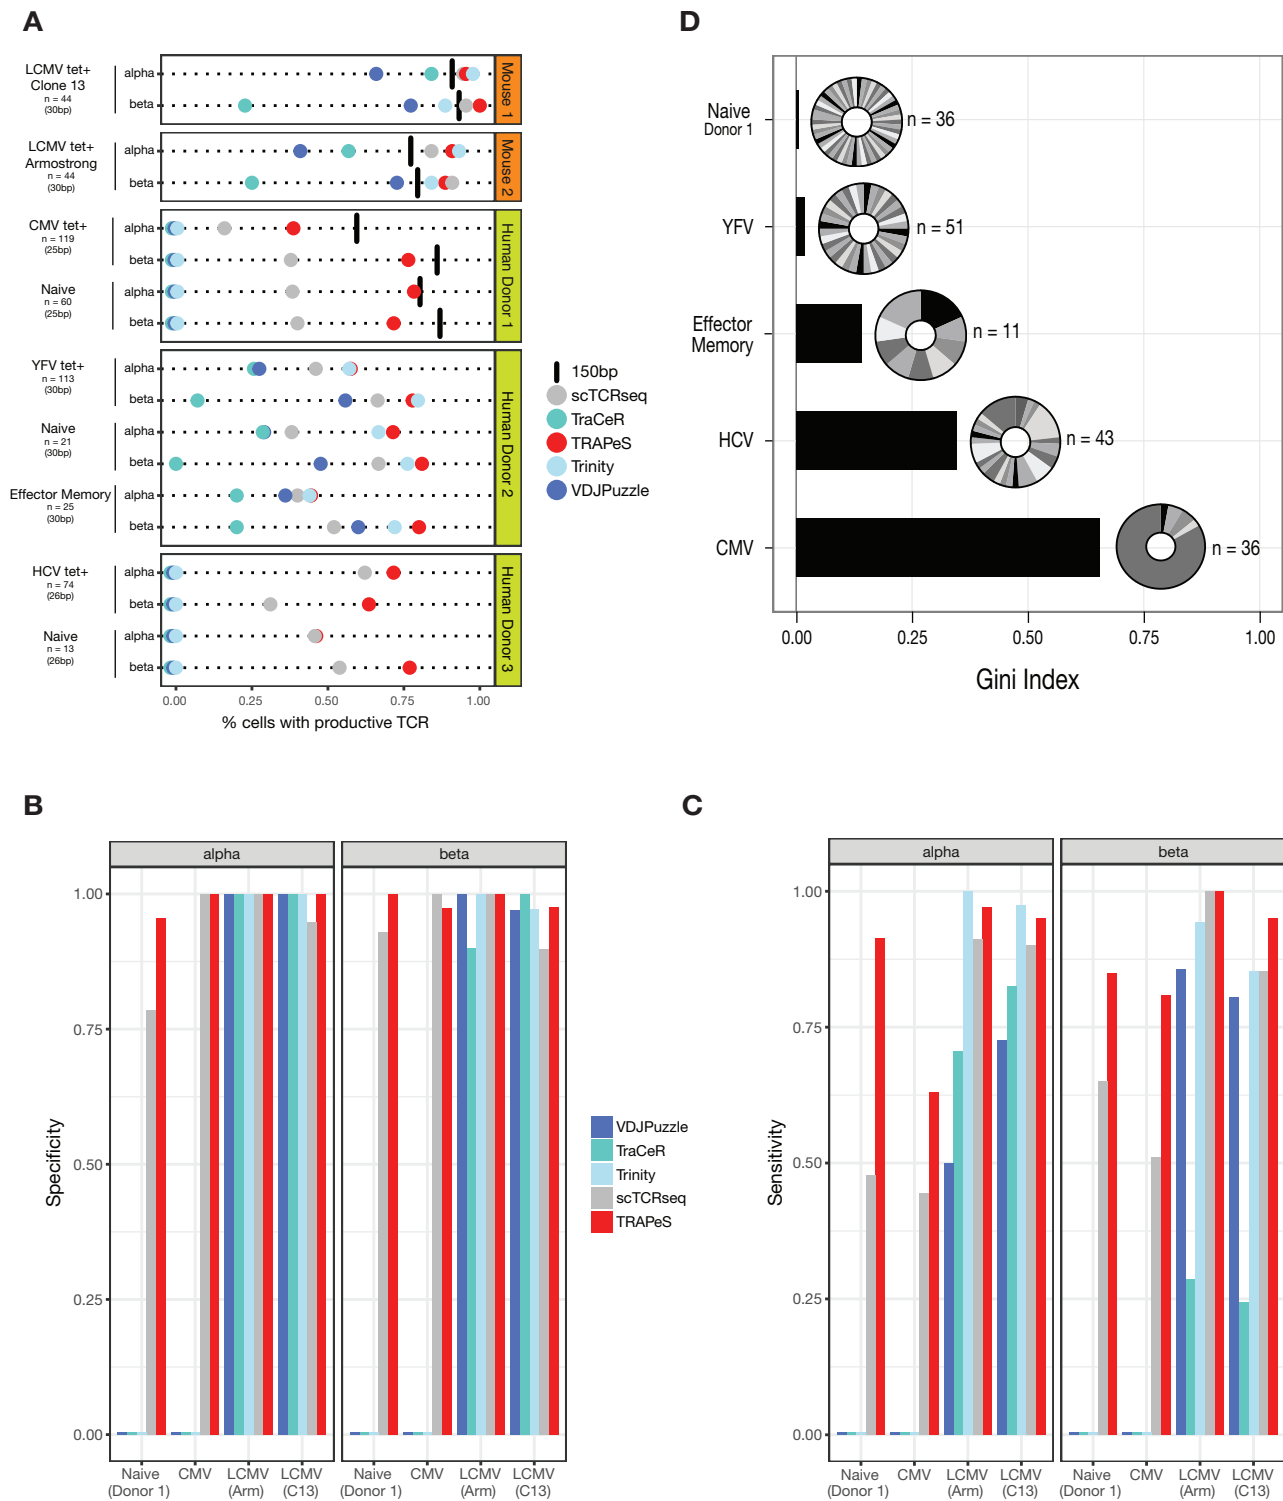 A
LCMV tet+
Clone 13
n = 44
(30bp)
alpha
beta
Mouse 1
LCMV tet+
Armostrong
n = 44
(30bp)
alpha
beta
Mouse 2
CMV tet+
n = 119
(25bp)
alpha
beta
Naive
n = 60
(25bp)
alpha
beta
Human Donor 1
YFV tet+
n = 113
(30bp)
alpha
beta
Naive
n = 21
(30bp)
alpha
beta
Effector Memory
n = 25
(30bp)
alpha
beta
Human Donor 2
HCV tet+
n = 74
(26bp)
alpha
beta
Naive
n = 13
(26bp)
alpha
beta
Human Donor 3
0.00 0.25 0.50 0.75 1.00
% cells with productive TCR
150bp
scTCRseq
TraCeR
TRAPeS
Trinity
VDJPuzzle
D
Naive
Donor 1
n = 36
YFV
n = 51
Effector
Memory
n = 11
HCV
n = 43
CMV
n = 36
0.00 0.25 0.50 0.75 1.00
Gini Index
B
alpha beta
1.00
0.75
0.50
0.25
0.00
Specificity
Naive CMV LCMV LCMV Naive CMV LCMV LCMV
(Donor 1) (Arm) (C13) (Donor 1) (Arm) (C13)
VDJPuzzle
TraCeR
Trinity
scTCRseq
TRAPeS
C
alpha beta
1.00
0.75
0.50
0.25
0.00
Sensitivity
Naive CMV LCMV LCMV Naive CMV LCMV LCMV
(Donor 1) (Arm) (C13) (Donor 1) (Arm) (C13)